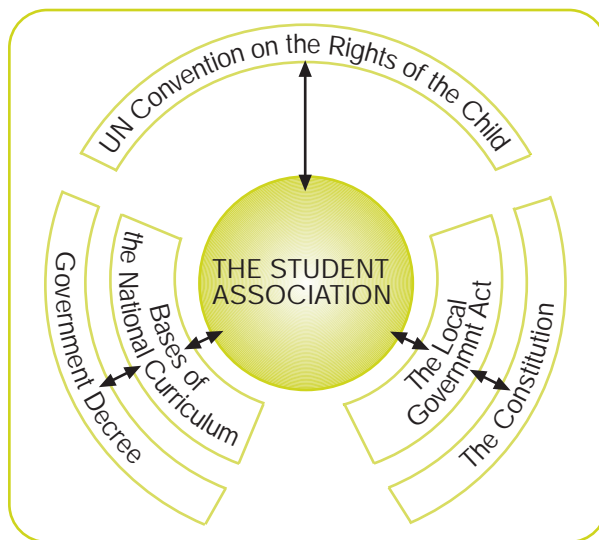 UN Convention on the Rights of the Child
THE STUDENT
ASSOCIATION
Government Decree
Bases of
the National Curriculum
The Local
Governmnt Act
The Constitution